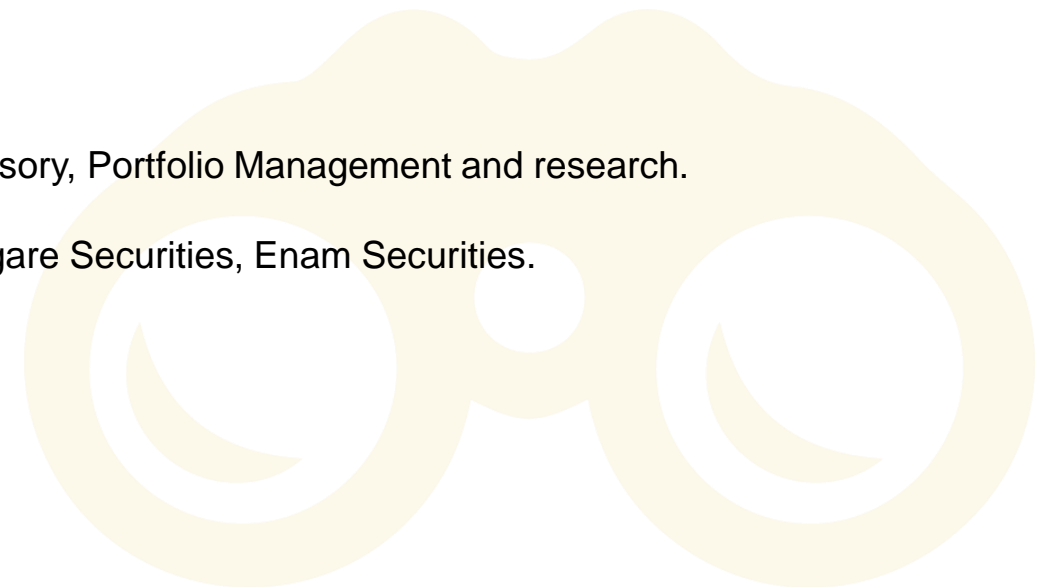 sory, Portfolio Management and research.
gare Securities, Enam Securities.